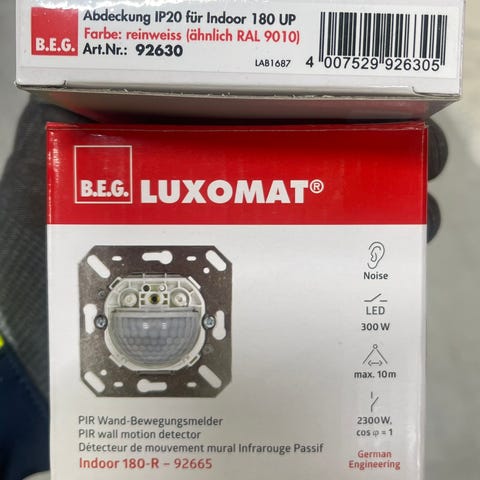 Abdeckung IP20 für Indoor 180 UP
Farbe: reinweiss (ähnlich RAL 9010)
Art.Nr.: 92630
B.E.G.
LAB1687
4 007529 926305
B.E.G. LUXOMAT®
Noise
LED
300 W
max. 10m
2300W,
cos φ = 1
PIR Wand-Bewegungsmelder
PIR wall motion detector
Détecteur de mouvement mural Infrarouge Passif
Indoor 180-R – 92665
German
Engineering